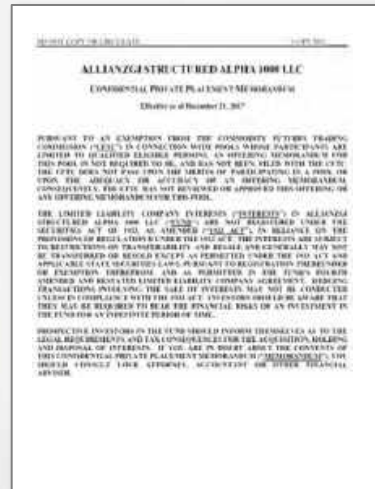 DO NOT COPY OR CIRCULATE COPY NO.
ALLIANZGI STRUCTURED ALPHA 1000 LLC
CONFIDENTIAL PRIVATE PLACEMENT MEMORANDUM
Effective as of December 21, 2017
PURSUANT TO AN EXEMPTION FROM THE COMMODITY FUTURES TRADING
COMMISSION ("CFTC") IN CONNECTION WITH POOLS WHOSE PARTICIPANTS ARE
LIMITED TO QUALIFIED ELIGIBLE PERSONS, AN OFFERING MEMORANDUM FOR
THIS POOL IS NOT REQUIRED TO BE, AND HAS NOT BEEN, FILED WITH THE CFTC.
THE CFTC DOES NOT PASS UPON THE MERITS OF PARTICIPATING IN A POOL OR
UPON THE ADEQUACY OR ACCURACY OF AN OFFERING MEMORANDUM.
CONSEQUENTLY, THE CFTC HAS NOT REVIEWED OR APPROVED THIS OFFERING OR
ANY OFFERING MEMORANDUM FOR THIS POOL.
THE LIMITED LIABILITY COMPANY INTERESTS ("INTERESTS") IN ALLIANZGI
STRUCTURED ALPHA 1000 LLC ("FUND") ARE NOT REGISTERED UNDER THE
SECURITIES ACT OF 1933, AS AMENDED ("1933 ACT"), IN RELIANCE ON THE
PROVISIONS OF REGULATION D UNDER THE 1933 ACT. THE INTERESTS ARE SUBJECT
TO RESTRICTIONS ON TRANSFERABILITY AND RESALE AND GENERALLY MAY NOT
BE TRANSFERRED OR RESOLD EXCEPT AS PERMITTED UNDER THE 1933 ACT AND
APPLICABLE STATE SECURITIES LAWS, PURSUANT TO REGISTRATION THEREUNDER
OR EXEMPTION THEREFROM, AND AS PERMITTED IN THE FUND'S FOURTH
AMENDED AND RESTATED LIMITED LIABILITY COMPANY AGREEMENT. HEDGING
TRANSACTIONS INVOLVING THE SALE OF INTERESTS MAY NOT BE CONDUCTED
UNLESS IN COMPLIANCE WITH THE 1933 ACT. INVESTORS SHOULD BE AWARE THAT
THEY MAY BE REQUIRED TO BEAR THE FINANCIAL RISKS OF AN INVESTMENT IN
THE FUND FOR AN INDEFINITE PERIOD OF TIME.
PROSPECTIVE INVESTORS IN THE FUND SHOULD INFORM THEMSELVES AS TO THE
LEGAL REQUIREMENTS AND TAX CONSEQUENCES FOR THE ACQUISITION, HOLDING
AND DISPOSAL OF INTERESTS. IF YOU ARE IN DOUBT ABOUT THE CONTENTS OF
THIS CONFIDENTIAL PRIVATE PLACEMENT MEMORANDUM ("MEMORANDUM"), YOU
SHOULD CONSULT YOUR ATTORNEY, ACCOUNTANT OR OTHER FINANCIAL
ADVISOR.